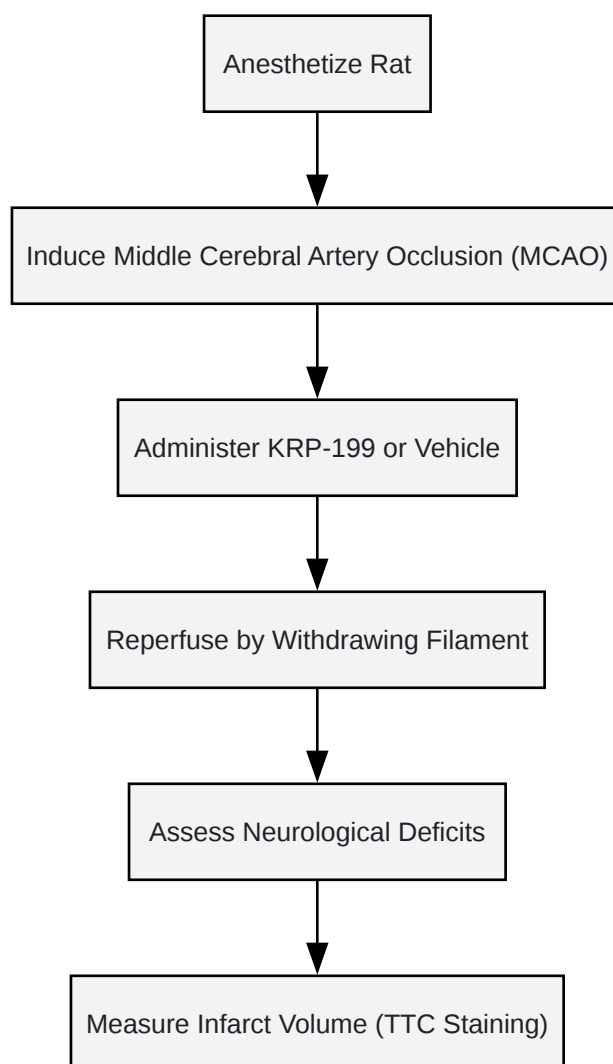 Anesthetize Rat
Induce Middle Cerebral Artery Occlusion (MCAO)
Administer KRP-199 or Vehicle
Reperfuse by Withdrawing Filament
Assess Neurological Deficits
Measure Infarct Volume (TTC Staining)